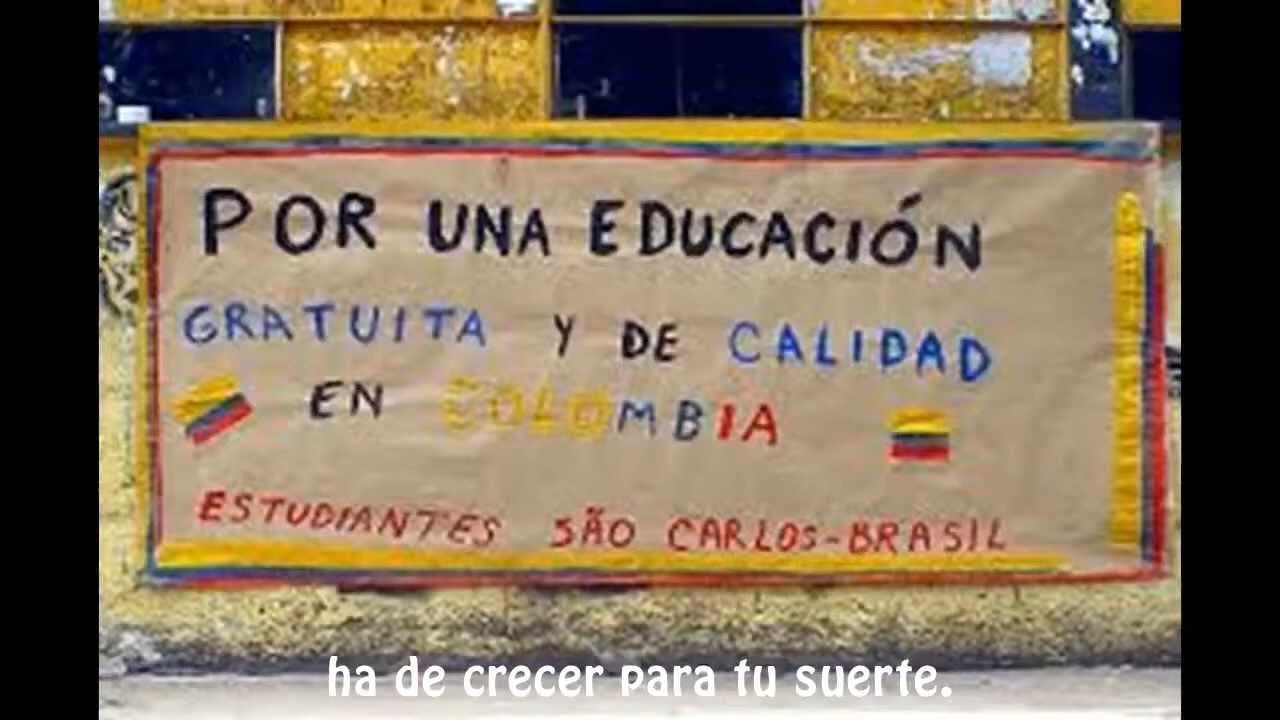 POR UNA EDUCACIÓN
GRATUITA Y DE CALIDAD
EN COLOMBIA
ESTUDIANTES SÃO CARLOS-BRASIL
ha de crecer para tu suerte.